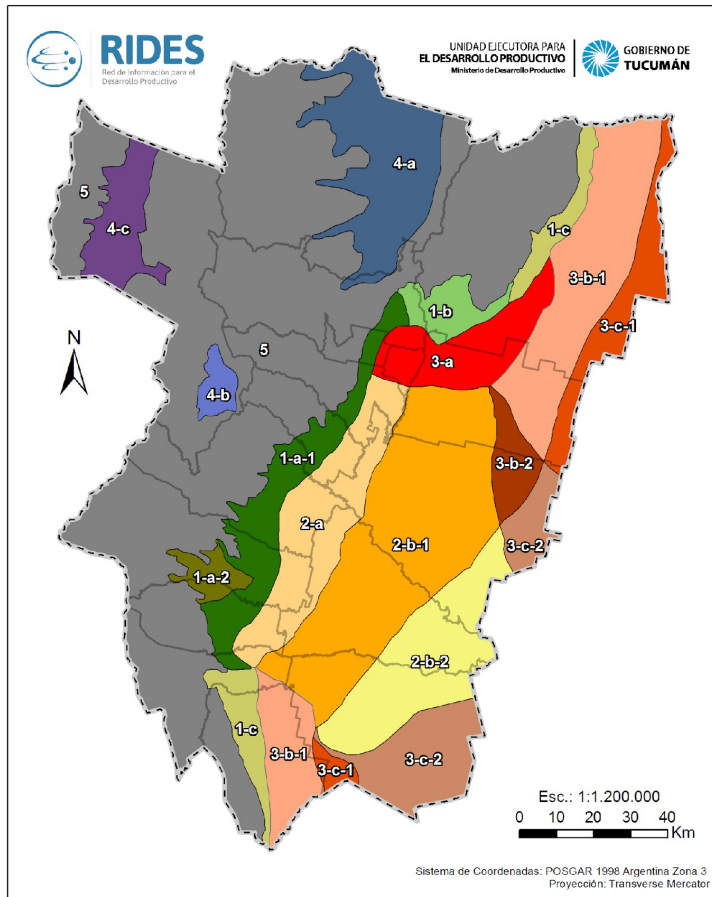 RIDES
Red de Información para el
Desarrollo Productivo
UNIDAD EJECUTORA PARA
EL DESARROLLO PRODUCTIVO
Ministerio de Desarrollo Productivo
GOBIERNO DE
TUCUMÁN
4-a
5
4-c
1-c
3-b-1
1-b
3-c-1
N
5
3-a
4-b
1-a-1
3-b-2
2-a
2-b-1
3-c-2
1-a-2
2-b-2
1-c
3-b-1
3-c-2
3-c-1
Esc.: 1:1.200.000
0 10 20 30 40
Km
Sistema de Coordenadas: POSGAR 1998 Argentina Zona 3
Proyección: Transverse Mercator